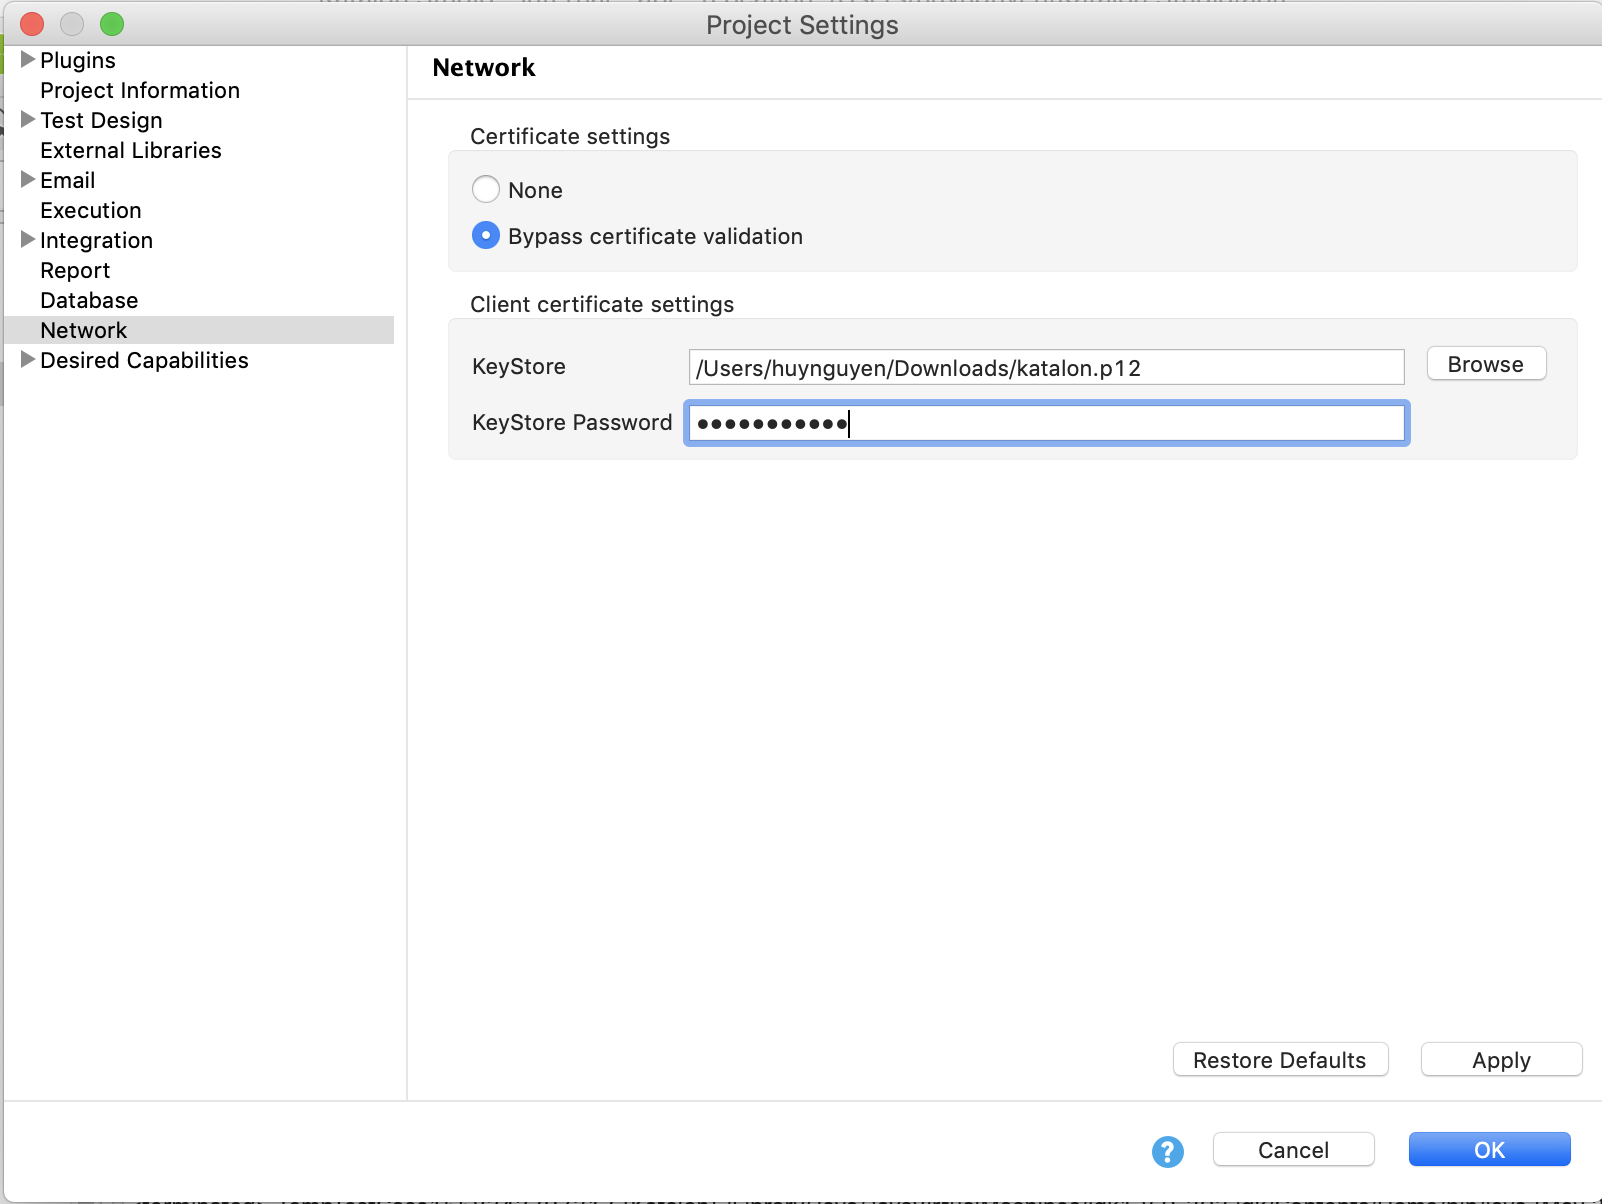 Project Settings
Plugins
Project Information
Test Design
External Libraries
Email
Execution
Integration
Report
Database
Network
Desired Capabilities
Network
Certificate settings
None
Bypass certificate validation
Client certificate settings
KeyStore
/Users/huynguyen/Downloads/katalon.p12
Browse
KeyStore Password
•••••••••••
Restore Defaults
Apply
?
Cancel
OK